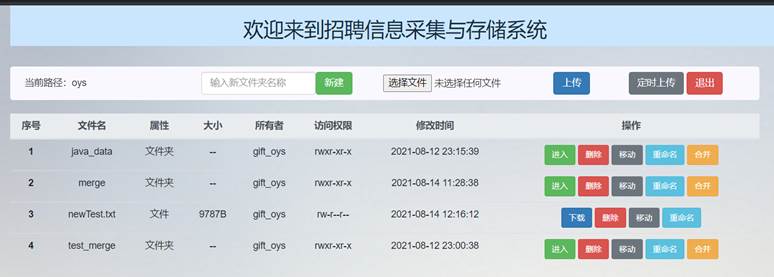 欢迎来到招聘信息采集与存储系统
当前路径：oys 输入新文件夹名称 新建 选择文件 未选择任何文件 上传 定时上传 退出
序号 文件名 属性 大小 所有者 访问权限 修改时间 操作
1 java_data 文件夹 -- gift_oys rwxr-xr-x 2021-08-12 23:15:39 进入 删除 移动 重命名 合并
2 merge 文件夹 -- gift_oys rwxr-xr-x 2021-08-14 11:28:38 进入 删除 移动 重命名 合并
3 newTest.txt 文件 9787B gift_oys rw-r--r-- 2021-08-14 12:16:12 下载 删除 移动 重命名
4 test_merge 文件夹 -- gift_oys rwxr-xr-x 2021-08-12 23:00:38 进入 删除 移动 重命名 合并